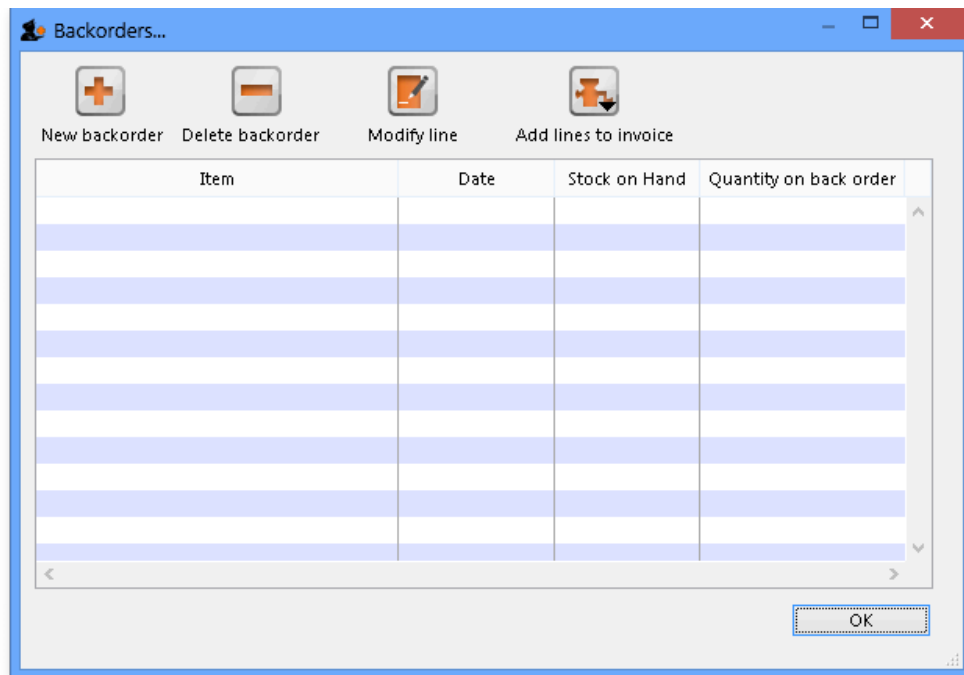 Backorders...
New backorder Delete backorder Modify line Add lines to invoice
Item Date Stock on Hand Quantity on back order
OK